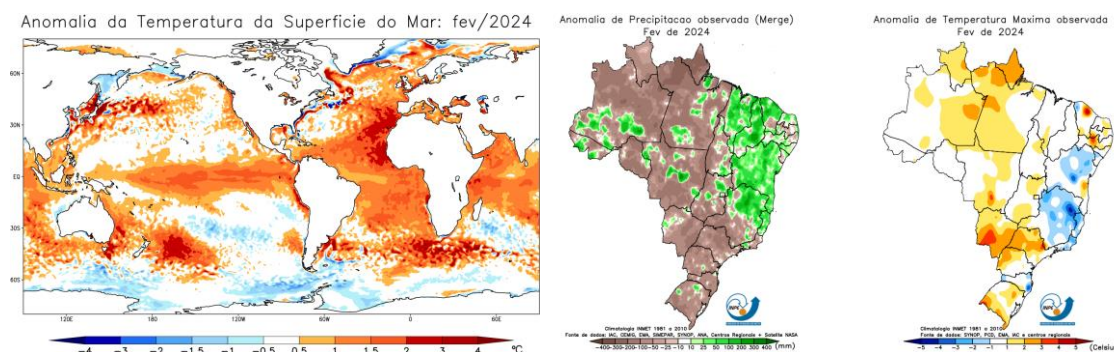 Anomalia da Temperatura da Superfície do Mar: fev/2024
60N
30N
EQ
30S
60S
120E
180
120W
60W
0
60E
−4
−3
−2
−1
−0.5
0.5
1
1.5
2
3
4
ºC
Anomalia de Precipitacao observada (Merge)
Fev de 2024
INPE
Climatologia INMET 1981 a 2010
−400−300−200−100−50−25−10 10 25 50 100 200 300 400 (mm)
Anomalia de Temperatura Maxima observada
Fev de 2024
INPE
Climatologia INMET 1981 a 2010
−5 −4 −3 −2 −1 1 2 3 4 5 (Celsius)